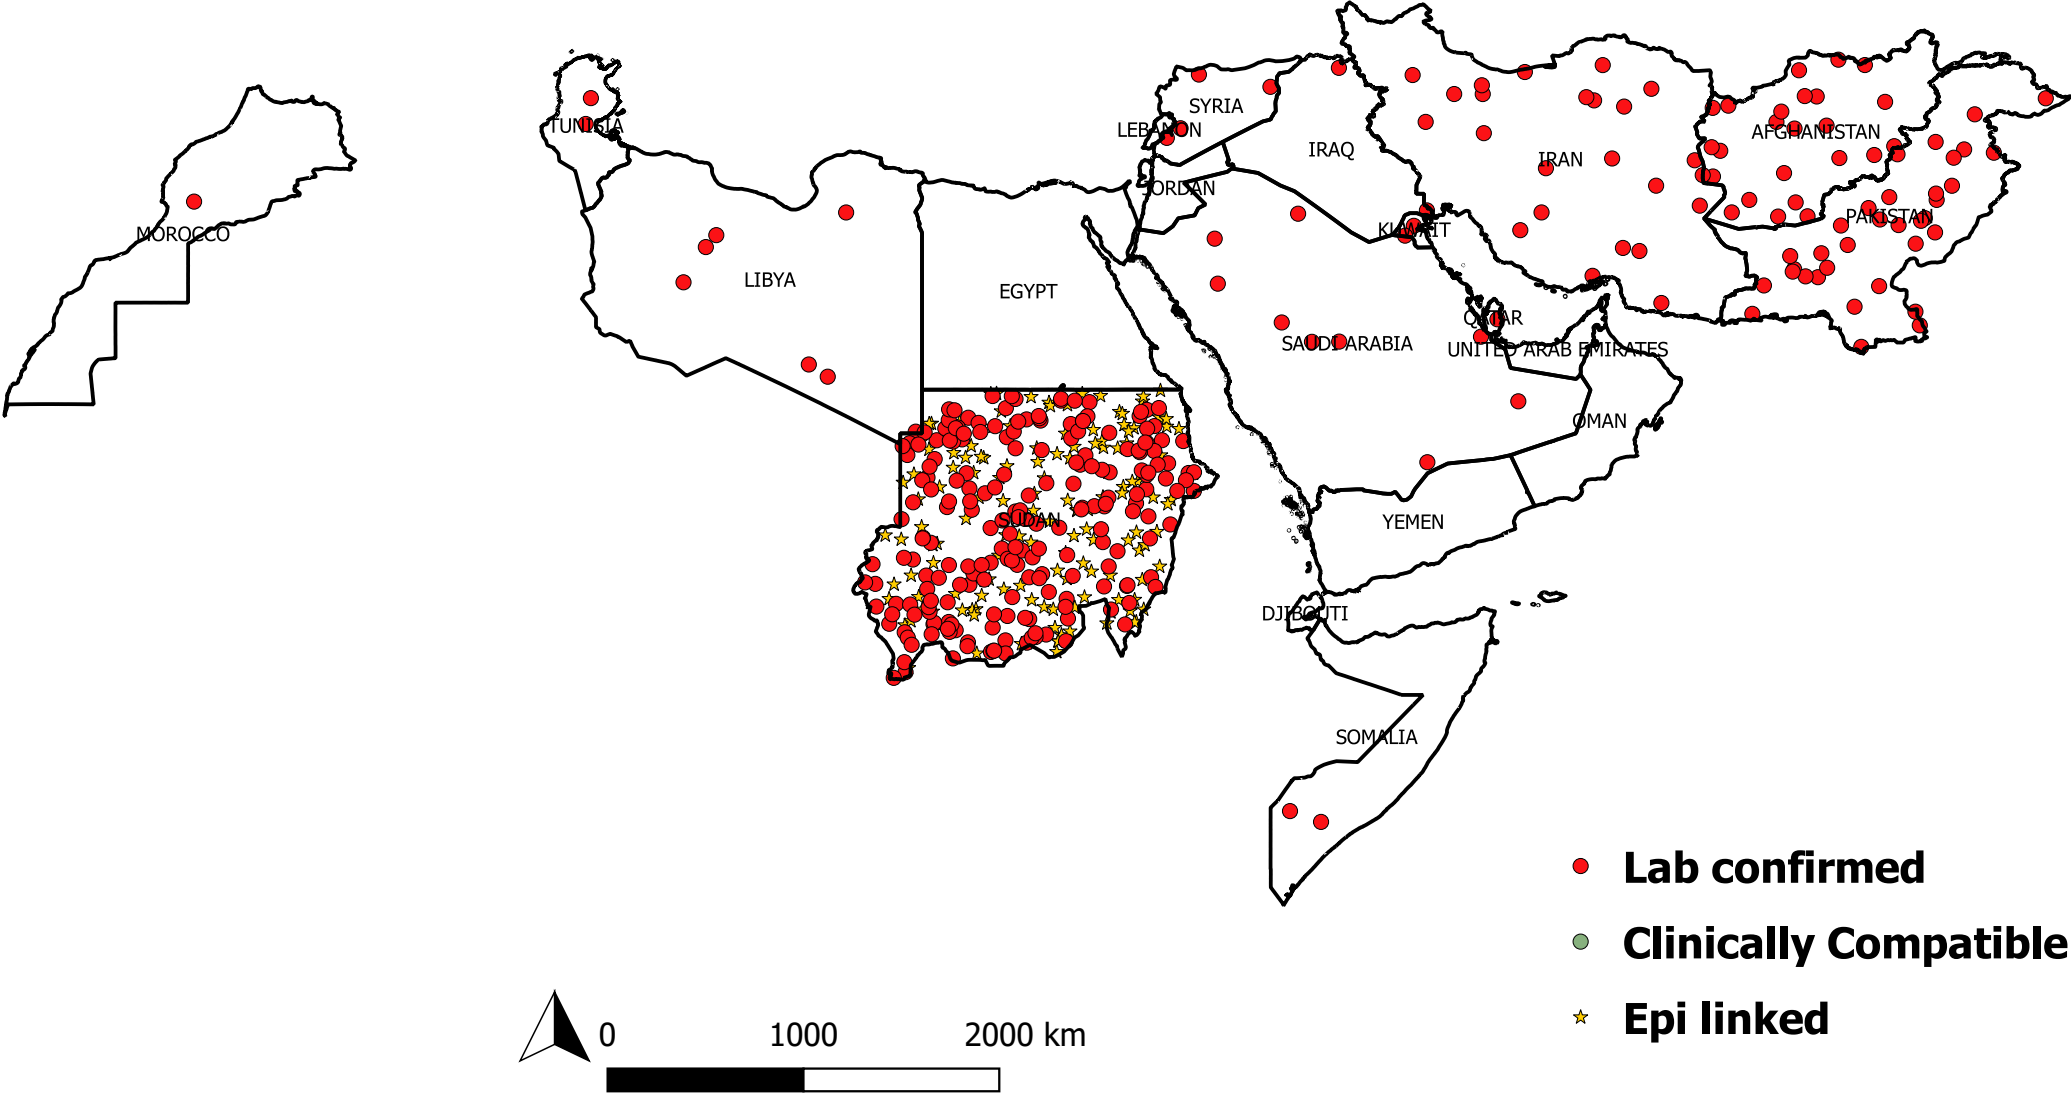 SYRIA
TUNISIA
LEBANON
AFGHANISTAN
IRAQ
IRAN
JORDAN
PAKISTAN
MOROCCO
KUWAIT
LIBYA
EGYPT
QATAR
SAUDI ARABIA
UNITED ARAB EMIRATES
OMAN
SUDAN
YEMEN
DJIBOUTI
SOMALIA
Lab confirmed
Clinically Compatible
Epi linked
0 1000 2000 km